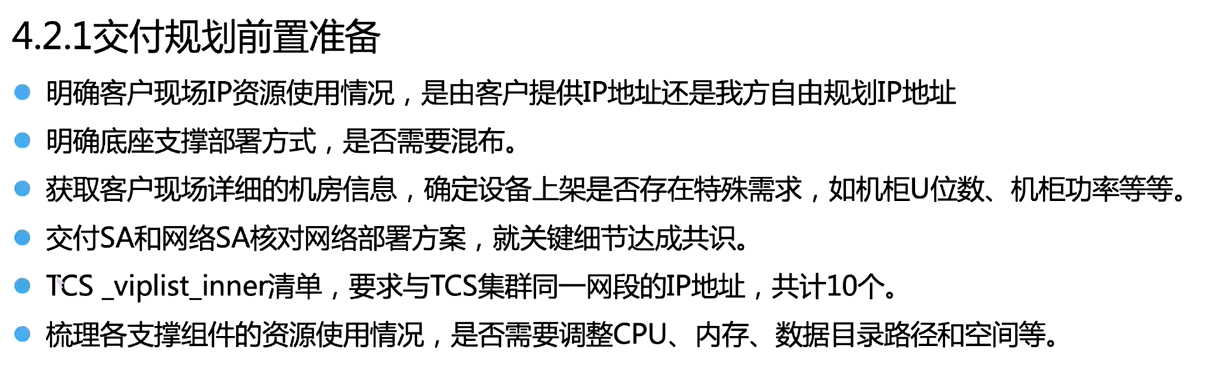 4.2.1交付规划前置准备
明确客户现场IP资源使用情况，是由客户提供IP地址还是我方自由规划IP地址
明确底座支撑部署方式，是否需要混布。
获取客户现场详细的机房信息，确定设备上架是否存在特殊需求，如机柜U位数、机柜功率等等。
交付SA和网络SA核对网络部署方案，就关键细节达成共识。
TCS _viplist_inner清单，要求与TCS集群同一网段的IP地址，共计10个。
梳理各支撑组件的资源使用情况，是否需要调整CPU、内存、数据目录路径和空间等。